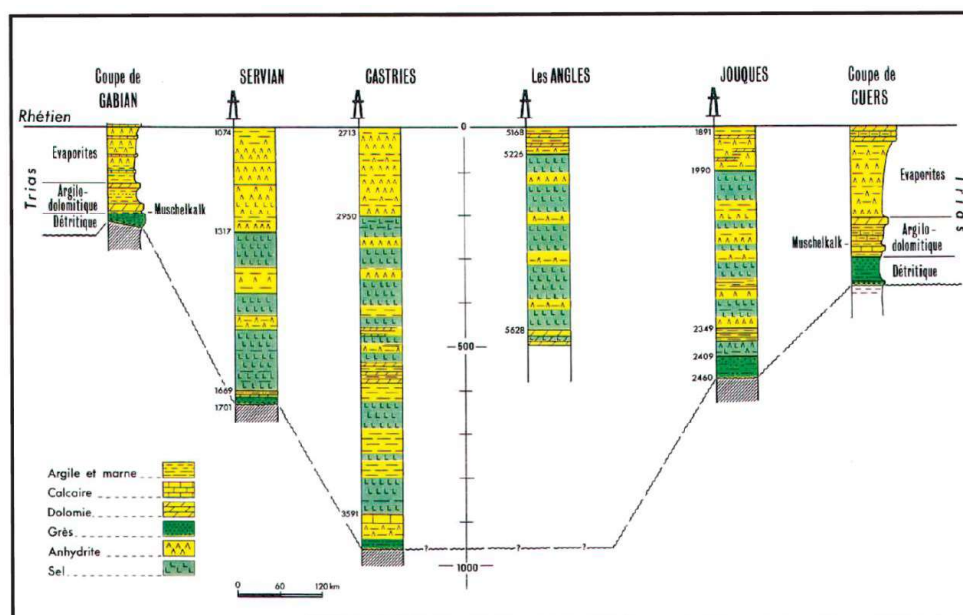 Coupe de
GABIAN
SERVIAN
CASTRIES
Les ANGLES
JOUQUES
Coupe de
CUERS
Rhétien
1074
2713
0
5168
1891
Evaporites
5225
1990
Evaporites
Trias
Argilo-
dolomitique
Muschelkalk
Détritique
1317
2950
Trias
Muschelkalk
Argilo-
dolomitique
Détritique
500
5628
2349
2409
2460
1669
1701
3591
? ? ?
1000
Argile et marne
Calcaire
Dolomie
Grès
Anhydrite
Sel
0 60 120 km